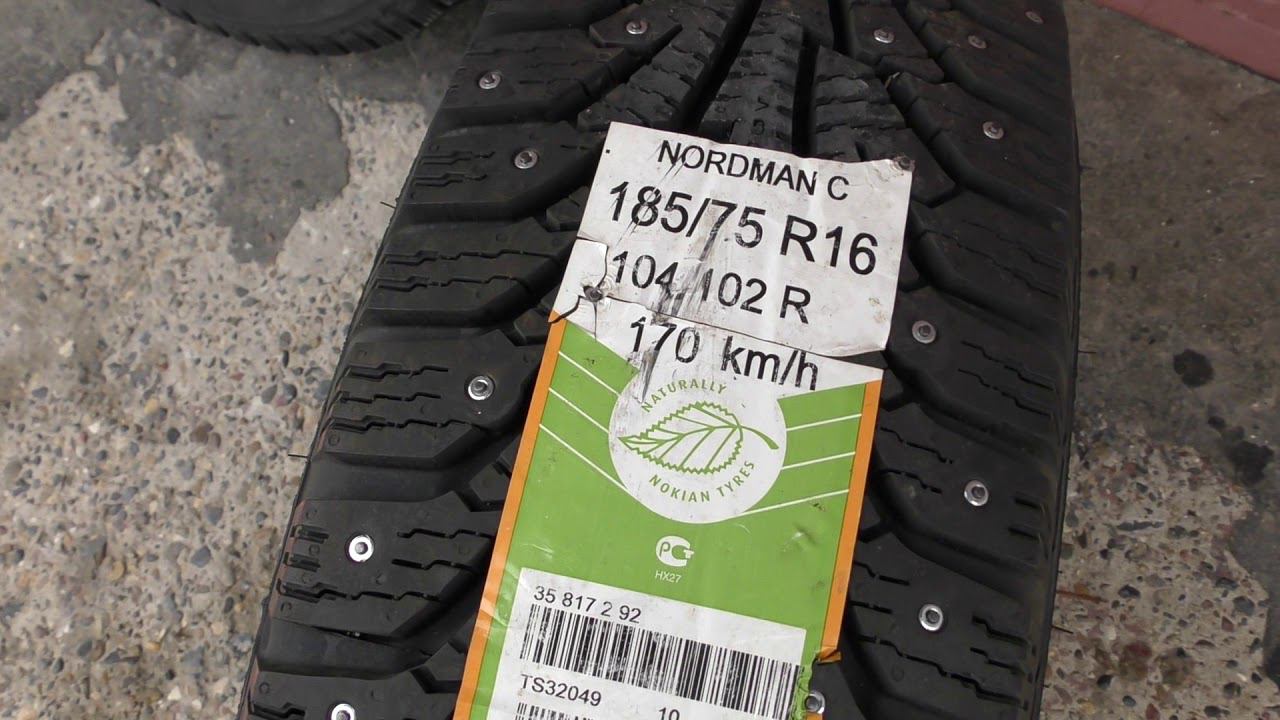 NORDMAN C
185/75 R16
104/102 R
170 km/h
NATURALLY
NOKIAN TYRES
HX27
35 817 2 92
TS32049 10